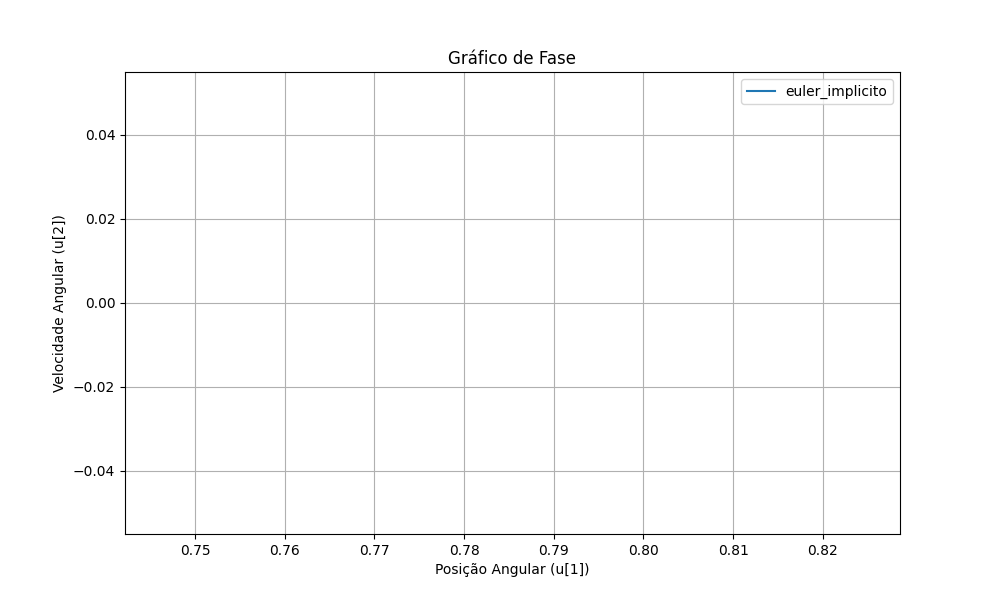 Gráfico de Fase
euler_implicito
Velocidade Angular (u[2])
0.04
0.02
0.00
−0.02
−0.04
0.75 0.76 0.77 0.78 0.79 0.80 0.81 0.82
Posição Angular (u[1])